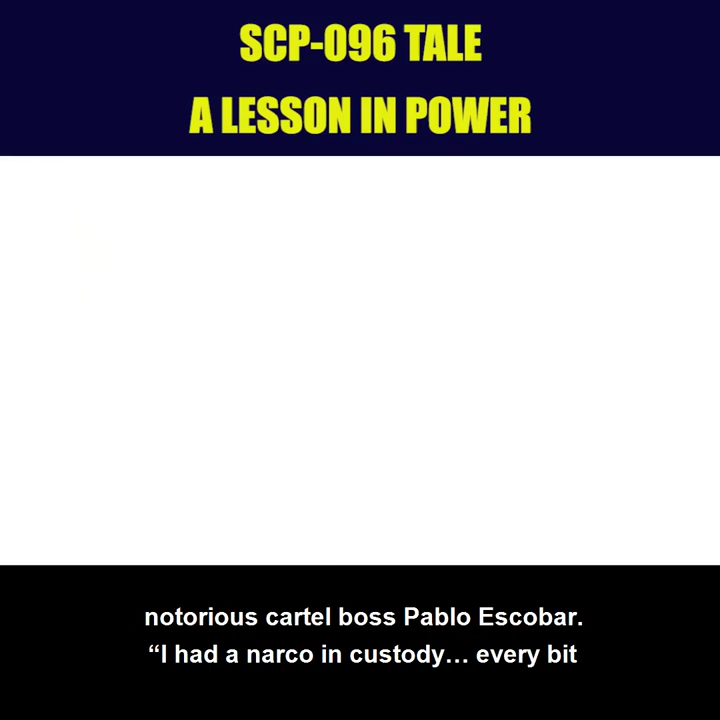 SCP-096 TALE
A LESSON IN POWER
notorious cartel boss Pablo Escobar.
“I had a narco in custody… every bit